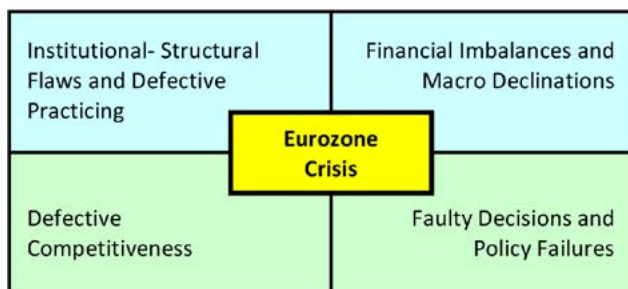 Institutional- Structural
Flaws and Defective
Practicing
Financial Imbalances and
Macro Declinations
Eurozone
Crisis
Defective
Competitiveness
Faulty Decisions and
Policy Failures